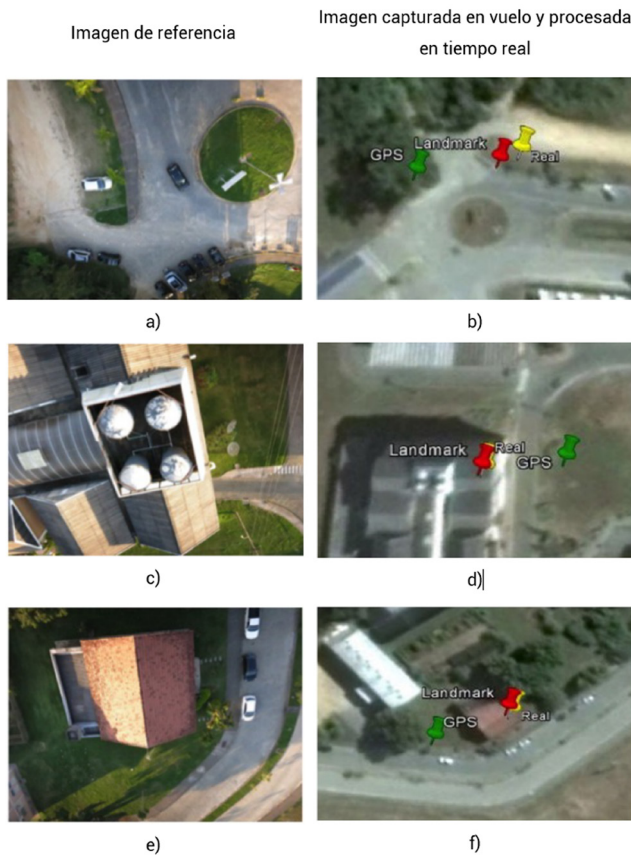 Imagen de referencia
Imagen capturada en vuelo y procesada
en tiempo real
GPS
Landmark
Real
a)
b)
Landmark
Real
GPS
c)
d)
Landmark
GPS
Real
e)
f)